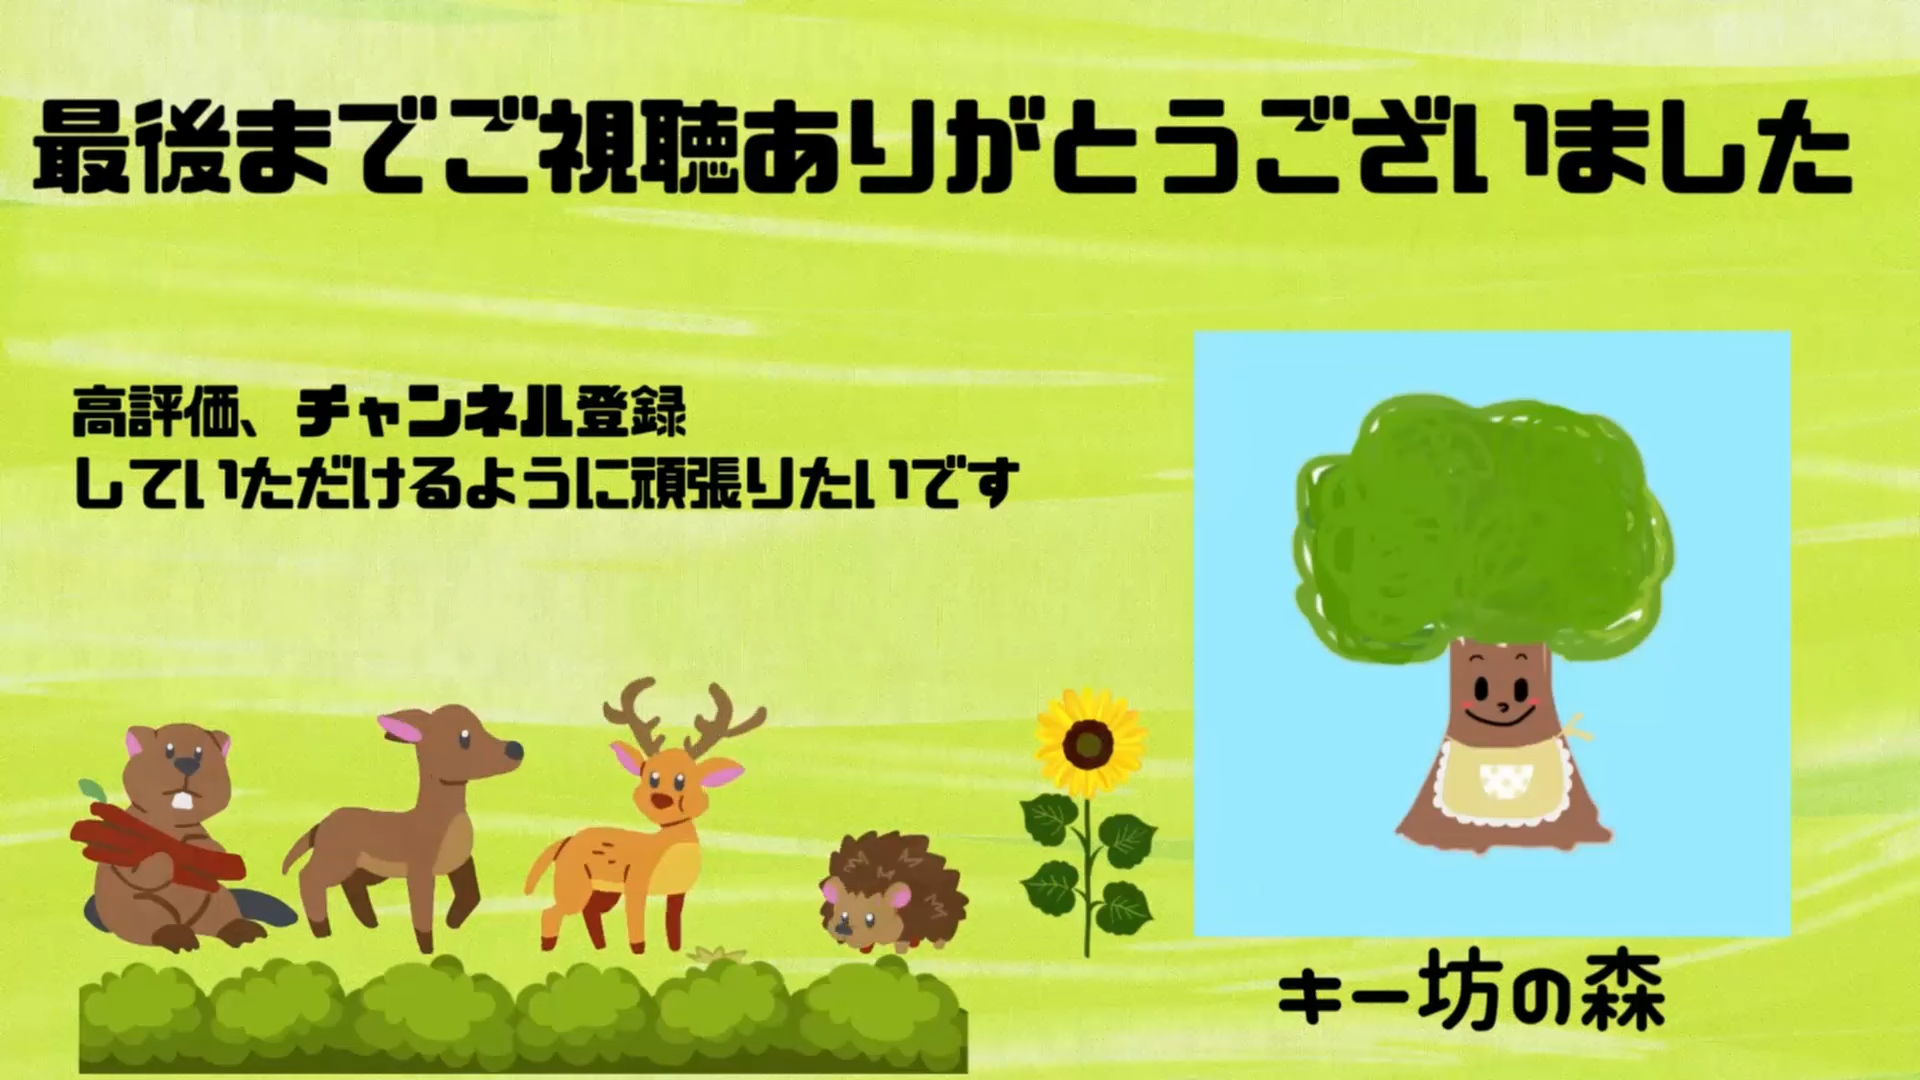 最後までご視聴ありがとうございました
高評価、チャンネル登録
していただけるように頑張りたいです
キー坊の森